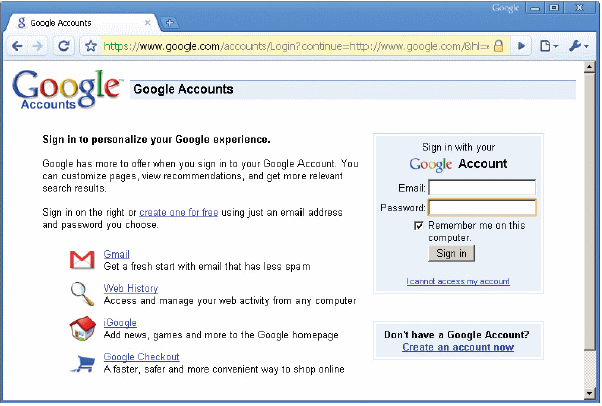 Google
Google Accounts
https://www.google.com/accounts/Login?continue=http://www.google.com/&hl=
Google
Accounts
Google Accounts
Sign in to personalize your Google experience.
Google has more to offer when you sign in to your Google Account. You
can customize pages, view recommendations, and get more relevant
search results.
Sign in on the right or create one for free using just an email address
and password you choose.
Gmail
Get a fresh start with email that has less spam
Web History
Access and manage your web activity from any computer
iGoogle
Add news, games and more to the Google homepage
Google Checkout
A faster, safer and more convenient way to shop online
Sign in with your
Google Account
Email:
Password:
Remember me on this
computer.
Sign in
I cannot access my account
Don't have a Google Account?
Create an account now